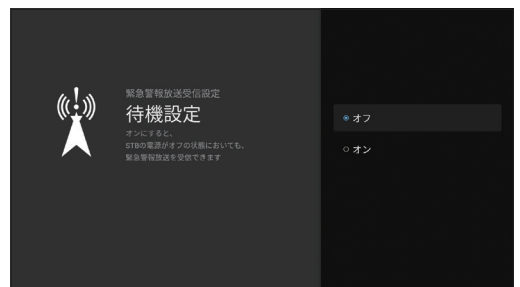 緊急警報放送受信設定
待機設定
オンにすると、
STBの電源がオフの状態においても、
緊急警報放送を受信できます
オフ
オン